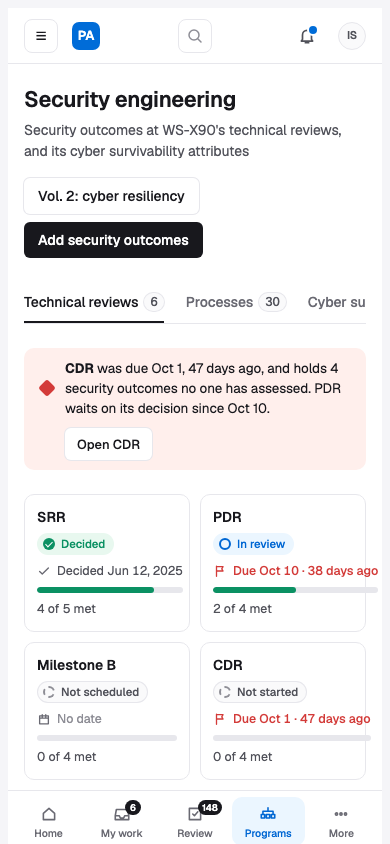 PA
IS
Security engineering
Security outcomes at WS-X90's technical reviews,
and its cyber survivability attributes
Vol. 2: cyber resiliency
Add security outcomes
Technical reviews 6 Processes 30 Cyber su
CDR was due Oct 1, 47 days ago, and holds 4
security outcomes no one has assessed. PDR
waits on its decision since Oct 10.
Open CDR
SRR
Decided
Decided Jun 12, 2025
4 of 5 met
PDR
In review
Due Oct 10 · 38 days ago
2 of 4 met
Milestone B
Not scheduled
No date
0 of 4 met
CDR
Not started
Due Oct 1 · 47 days ago
0 of 4 met
6 148
Home My work Review Programs More